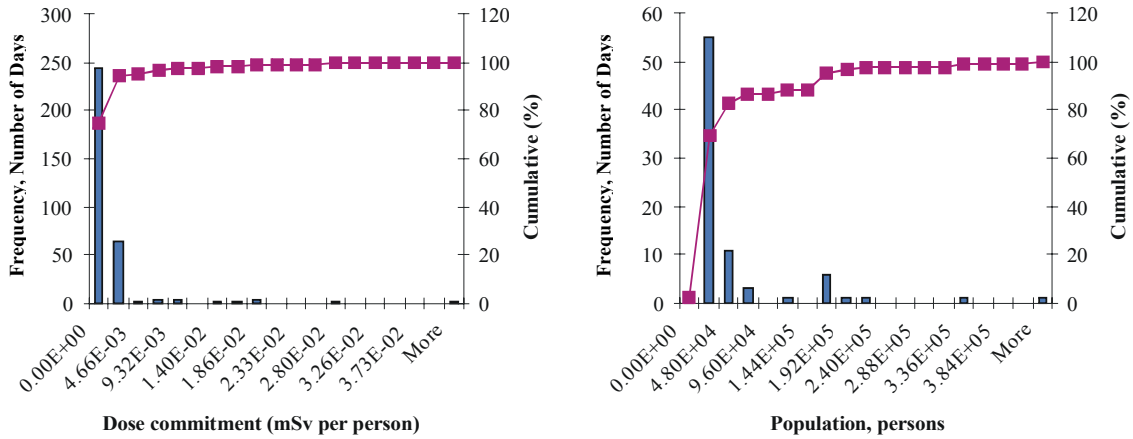 300
250
200
150
100
50
0
Frequency, Number of Days
120
100
80
60
40
20
0
Cumulative (%)
0.00E+00
4.66E-03
9.32E-03
1.40E-02
1.86E-02
2.33E-02
2.80E-02
3.26E-02
3.73E-02
More
Dose commitment (mSv per person)
60
50
40
30
20
10
0
Frequency, Number of Days
120
100
80
60
40
20
0
Cumulative (%)
0.00E+00
4.80E+04
9.60E+04
1.44E+05
1.92E+05
2.40E+05
2.88E+05
3.36E+05
3.84E+05
More
Population, persons